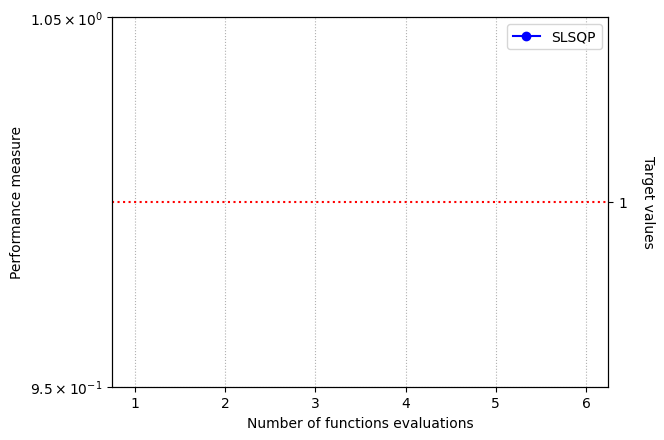 1.05 × 10⁰
SLSQP
Performance measure
Target values
1
9.5 × 10⁻¹
1 2 3 4 5 6
Number of functions evaluations